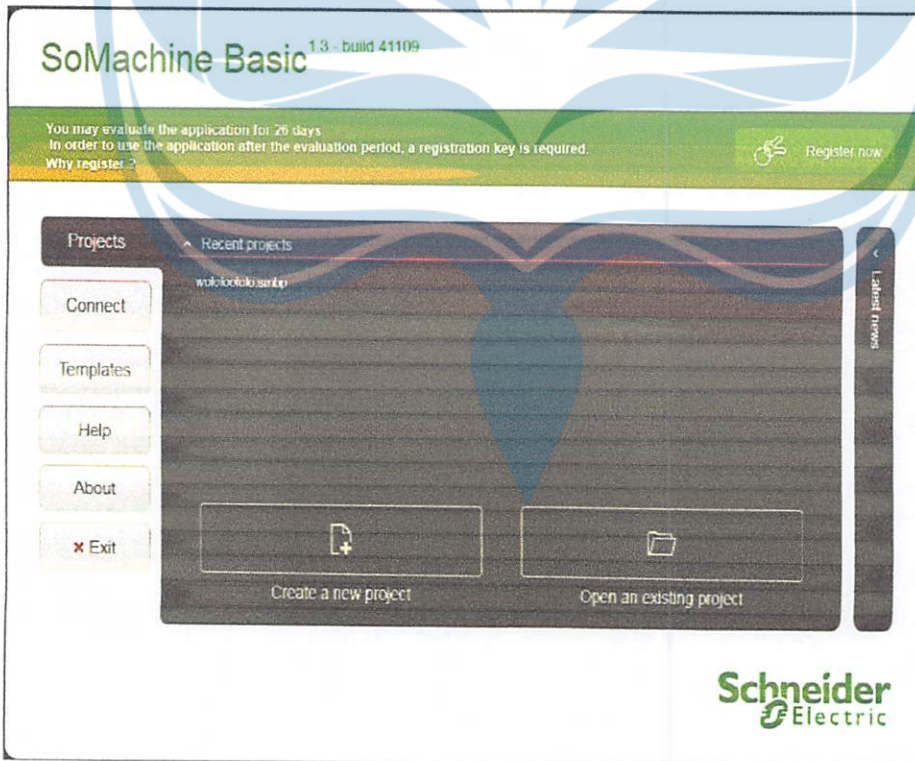 SoMachine Basic 1.3 - build 41109
You may evaluate the application for 26 days
In order to use the application after the evaluation period, a registration key is required.
Why register ?
Register now
Projects
Recent projects
Connect
Templates
Help
About
× Exit
Create a new project
Open an existing project
Latest news
Schneider
Electric